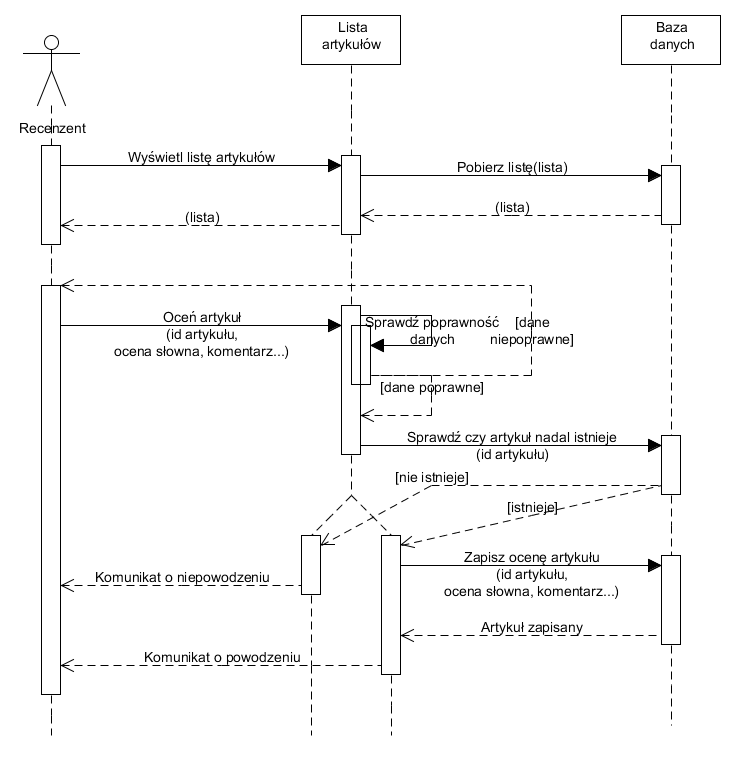 Lista
artykułów
Baza
danych
Recenzent
Wyświetl listę artykułów
Pobierz listę(lista)
(lista)
(lista)
Oceń artykuł
(id artykułu,
ocena słowna, komentarz...)
Sprawdź poprawność
danych
[dane
niepoprawne]
[dane poprawne]
Sprawdź czy artykuł nadal istnieje
(id artykułu)
[nie istnieje]
[istnieje]
Zapisz ocenę artykułu
(id artykułu,
ocena słowna, komentarz...)
Komunikat o niepowodzeniu
Artykuł zapisany
Komunikat o powodzeniu